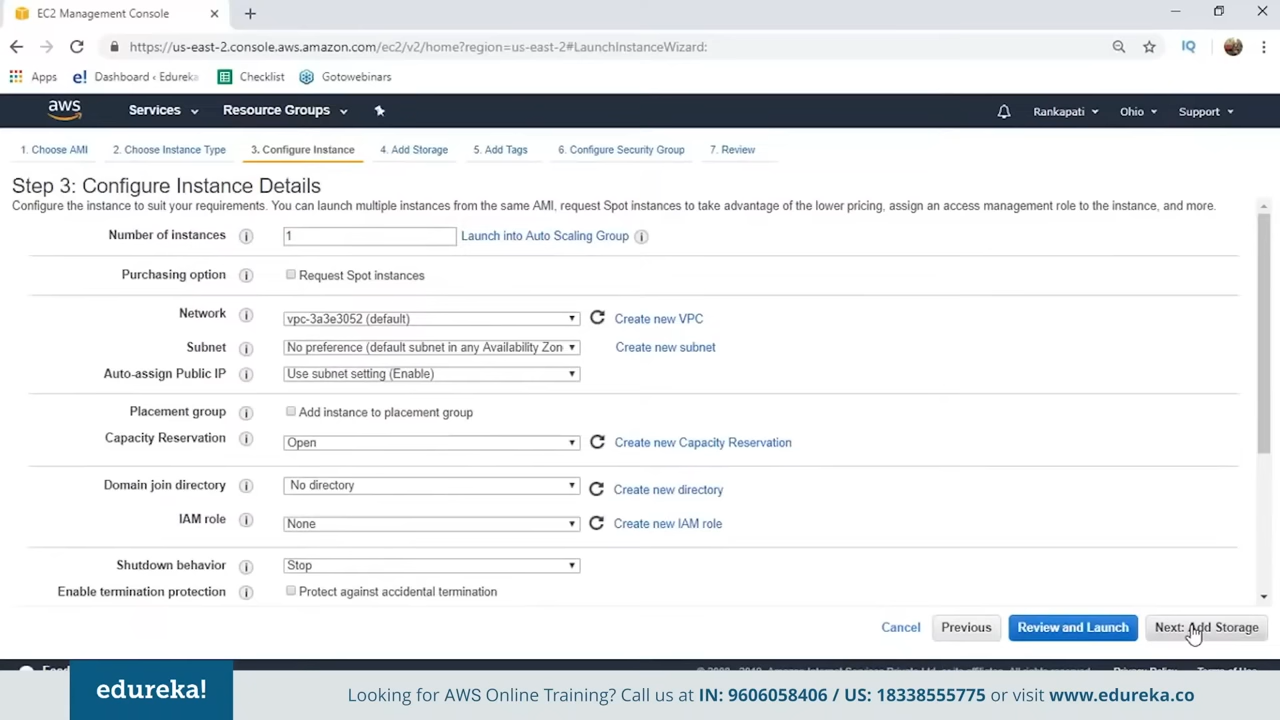 EC2 Management Console
https://us-east-2.console.aws.amazon.com/ec2/v2/home?region=us-east-2#LaunchInstanceWizard:
IQ
Apps e! Dashboard ‹ Edureka Checklist Gotowebinars
aws Services Resource Groups Rankapati Ohio Support
1. Choose AMI 2. Choose Instance Type 3. Configure Instance 4. Add Storage 5. Add Tags 6. Configure Security Group 7. Review
Step 3: Configure Instance Details
Configure the instance to suit your requirements. You can launch multiple instances from the same AMI, request Spot instances to take advantage of the lower pricing, assign an access management role to the instance, and more.
Number of instances 1 Launch into Auto Scaling Group
Purchasing option Request Spot instances
Network vpc-3a3e3052 (default) Create new VPC
Subnet No preference (default subnet in any Availability Zon Create new subnet
Auto-assign Public IP Use subnet setting (Enable)
Placement group Add instance to placement group
Capacity Reservation Open Create new Capacity Reservation
Domain join directory No directory Create new directory
IAM role None Create new IAM role
Shutdown behavior Stop
Enable termination protection Protect against accidental termination
Cancel Previous Review and Launch Next: Add Storage
edureka! Looking for AWS Online Training? Call us at IN: 9606058406 / US: 18338555775 or visit www.edureka.co